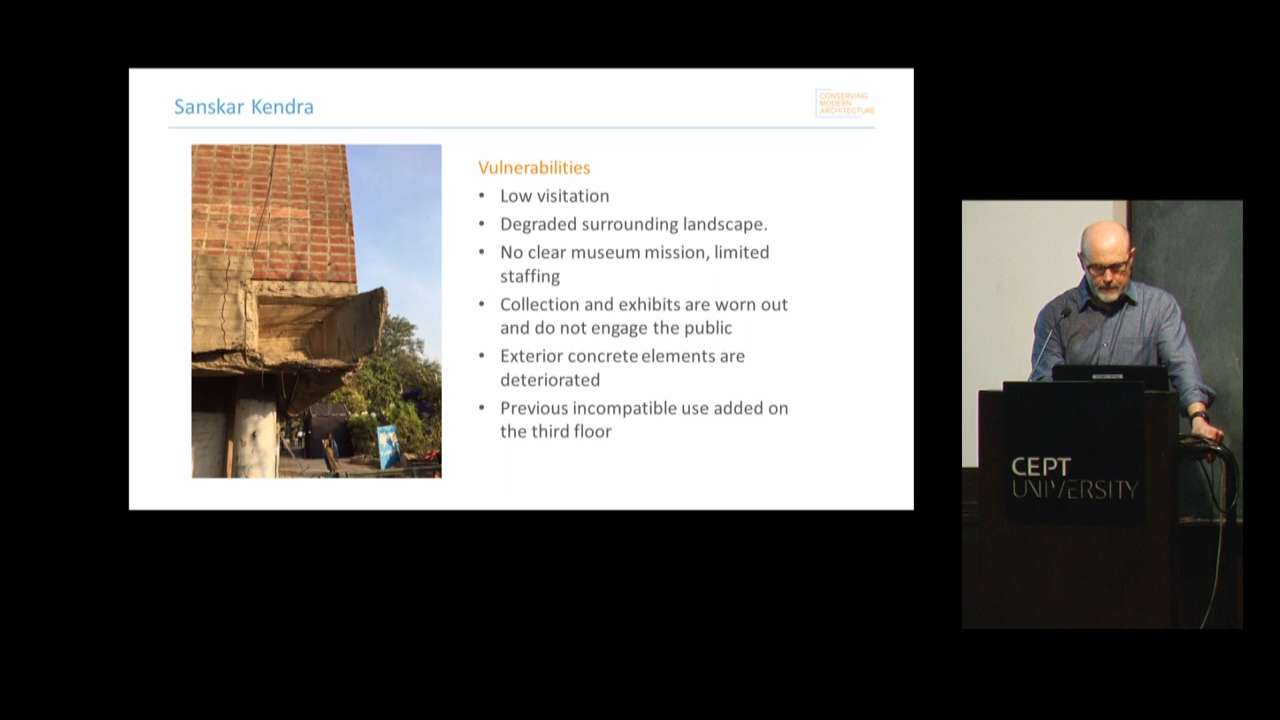 Sanskar Kendra
CONSERVING
MODERN
ARCHITECTURE
Vulnerabilities
• Low visitation
• Degraded surrounding landscape.
• No clear museum mission, limited
staffing
• Collection and exhibits are worn out
and do not engage the public
• Exterior concrete elements are
deteriorated
• Previous incompatible use added on
the third floor
CEPT
UNIVERSITY